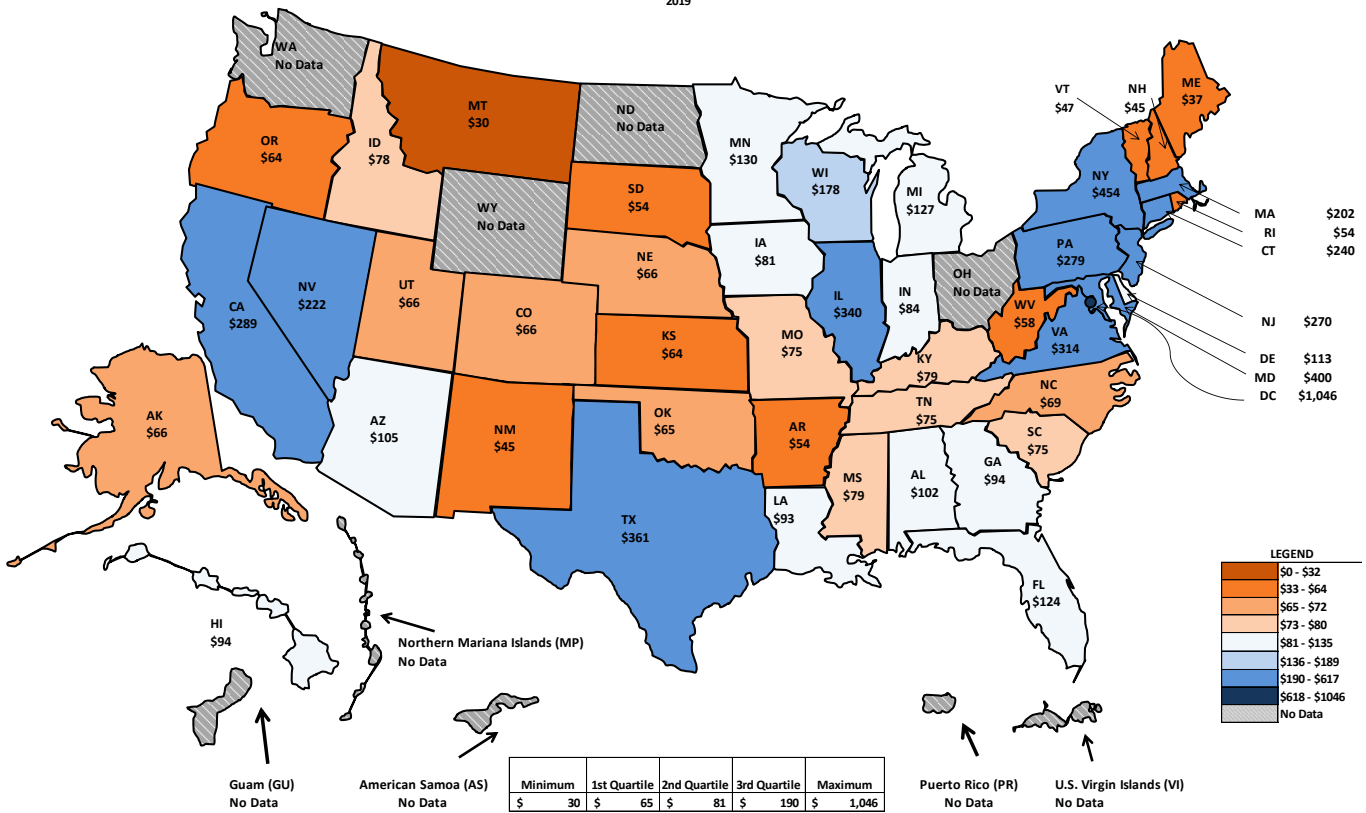 2019
WA
No Data
MT
$30
ND
No Data
MN
$130
VT
$47
NH
$45
ME
$37
OR
$64
ID
$78
WY
No Data
SD
$54
WI
$178
MI
$127
NY
$454
MA $202
RI $54
CT $240
NV
$222
UT
$66
CO
$66
NE
$66
IA
$81
IL
$340
IN
$84
OH
No Data
PA
$279
CA
$289
KS
$64
MO
$75
KY
$79
WV
$58
VA
$314
NJ $270
DE $113
MD $400
DC $1,046
AK
$66
AZ
$105
NM
$45
OK
$65
AR
$54
TN
$75
NC
$69
SC
$75
TX
$361
LA
$93
MS
$79
AL
$102
GA
$94
FL
$124
HI
$94
Northern Mariana Islands (MP)
No Data
LEGEND
$0 - $32
$33 - $64
$65 - $72
$73 - $80
$81 - $135
$136 - $189
$190 - $617
$618 - $1046
No Data
Guam (GU)
No Data
American Samoa (AS)
No Data
Minimum 1st Quartile 2nd Quartile 3rd Quartile Maximum
$ 30 $ 65 $ 81 $ 190 $ 1,046
Puerto Rico (PR)
No Data
U.S. Virgin Islands (VI)
No Data